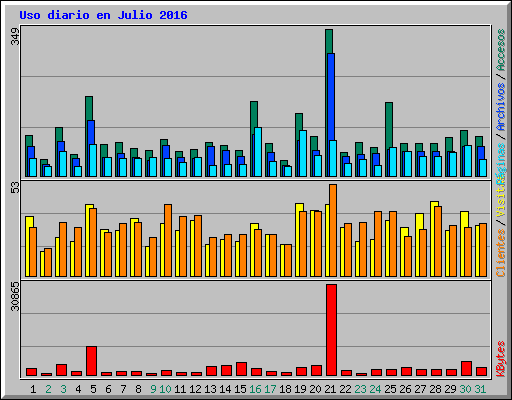 Uso diario en Julio 2016
349
53
30865
Accesos / Archivos / Páginas / Visitas / Clientes
KBytes
1 2 3 4 5 6 7 8 9 10 11 12 13 14 15 16 17 18 19 20 21 22 23 24 25 26 27 28 29 30 31